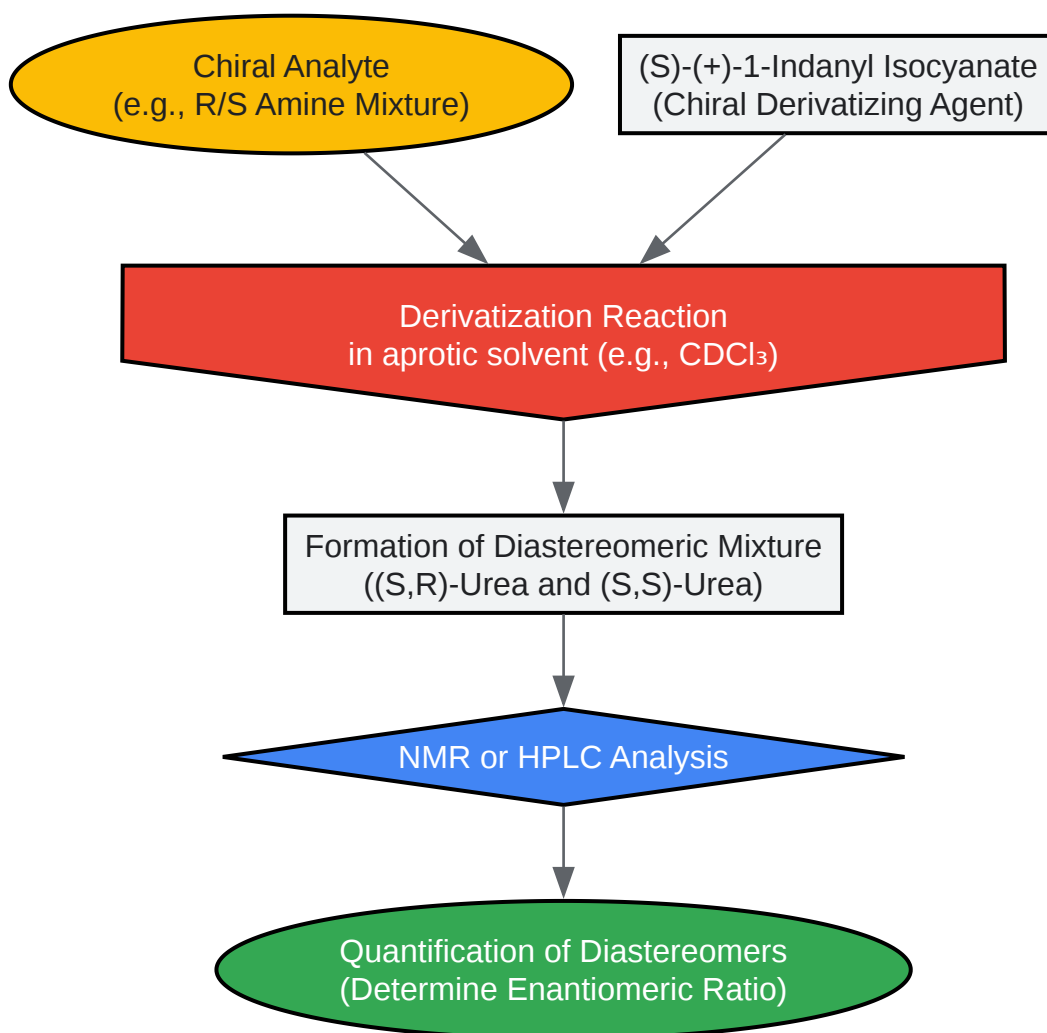 Chiral Analyte
(e.g., R/S Amine Mixture)
(S)-(+)-1-Indanyl Isocyanate
(Chiral Derivatizing Agent)
Derivatization Reaction
in aprotic solvent (e.g., CDCl₃)
Formation of Diastereomeric Mixture
((S,R)-Urea and (S,S)-Urea)
NMR or HPLC Analysis
Quantification of Diastereomers
(Determine Enantiomeric Ratio)